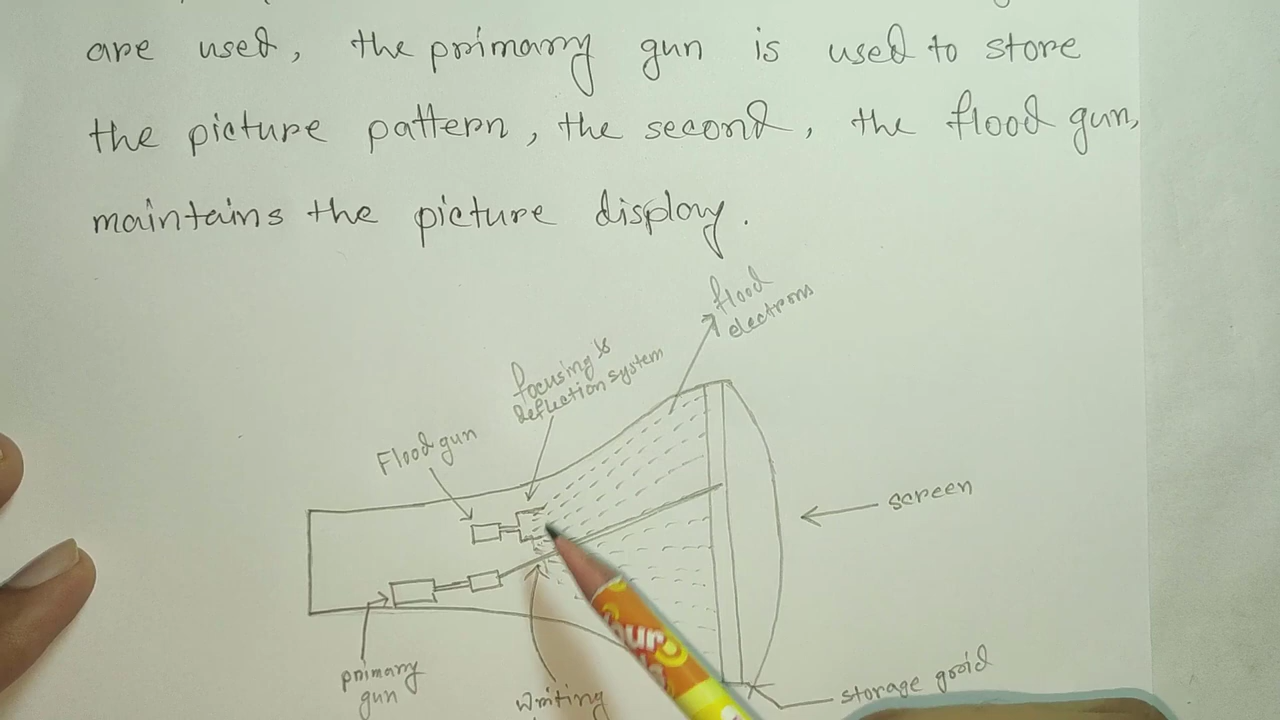 are used, the primary gun is used to store
the picture pattern, the second, the flood gun,
maintains the picture display.
flood
electrons
focusing &
deflection system
Flood gun
screen
primary
gun
writing
storage grid